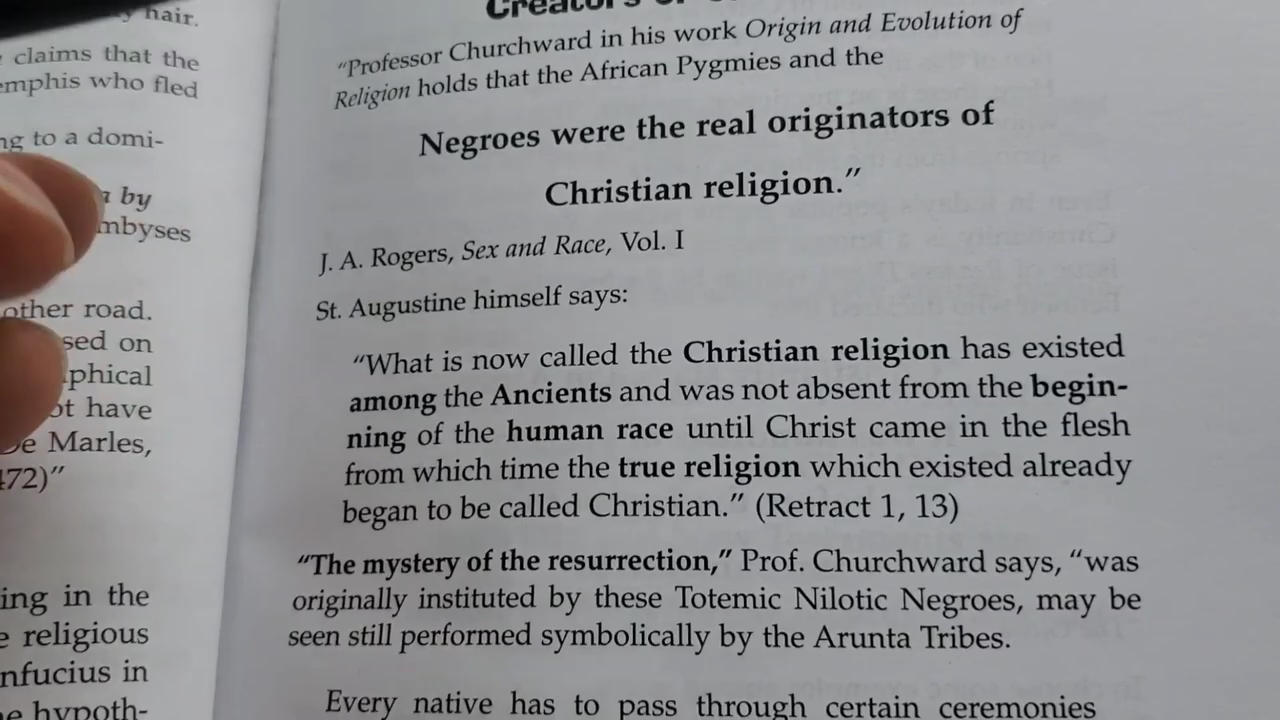 hair.
claims that the
emphis who fled
ng to a domi-
by
mbyses
other road.
sed on
phical
ot have
De Marles,
472)"
ing in the
religious
nfucius in
hypoth-
Creators
"Professor Churchward in his work Origin and Evolution of
Religion holds that the African Pygmies and the
Negroes were the real originators of
Christian religion."
J. A. Rogers, Sex and Race, Vol. I
St. Augustine himself says:
"What is now called the Christian religion has existed
among the Ancients and was not absent from the begin-
ning of the human race until Christ came in the flesh
from which time the true religion which existed already
began to be called Christian." (Retract 1, 13)
"The mystery of the resurrection," Prof. Churchward says, "was
originally instituted by these Totemic Nilotic Negroes, may be
seen still performed symbolically by the Arunta Tribes.
Every native has to pass through certain ceremonies